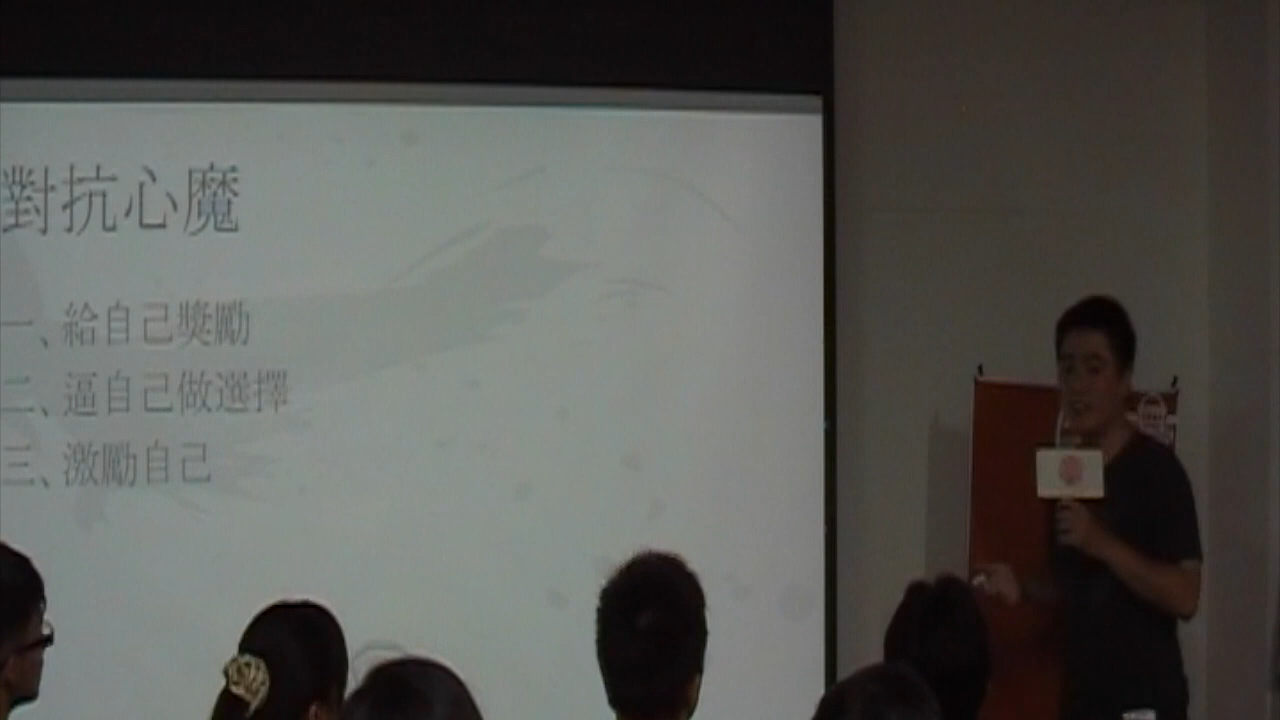 對抗心魔
一、給自己獎勵
二、逼自己做選擇
三、激勵自己